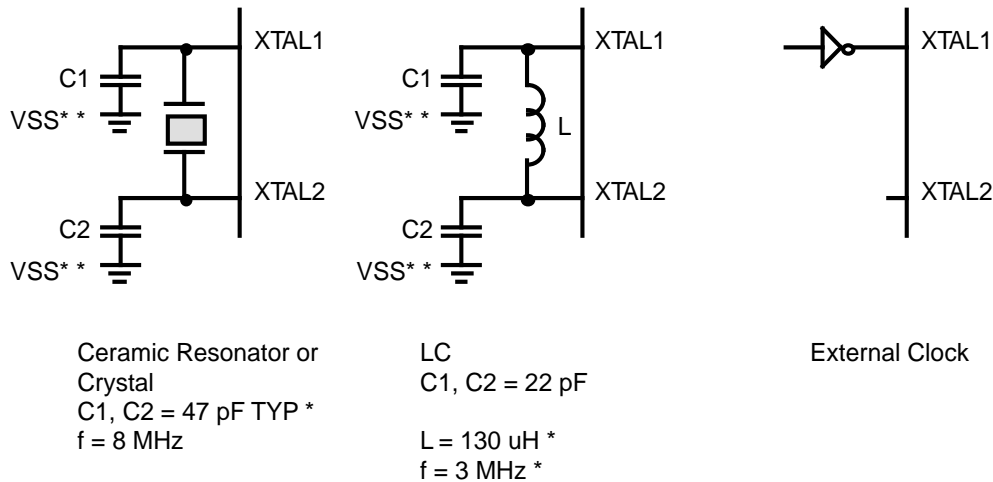 XTAL1
C1
VSS* *
XTAL2
C2
VSS* *
Ceramic Resonator or
Crystal
C1, C2 = 47 pF TYP *
f = 8 MHz
XTAL1
C1
VSS* *
L
XTAL2
C2
VSS* *
LC
C1, C2 = 22 pF
L = 130 uH *
f = 3 MHz *
XTAL1
XTAL2
External Clock